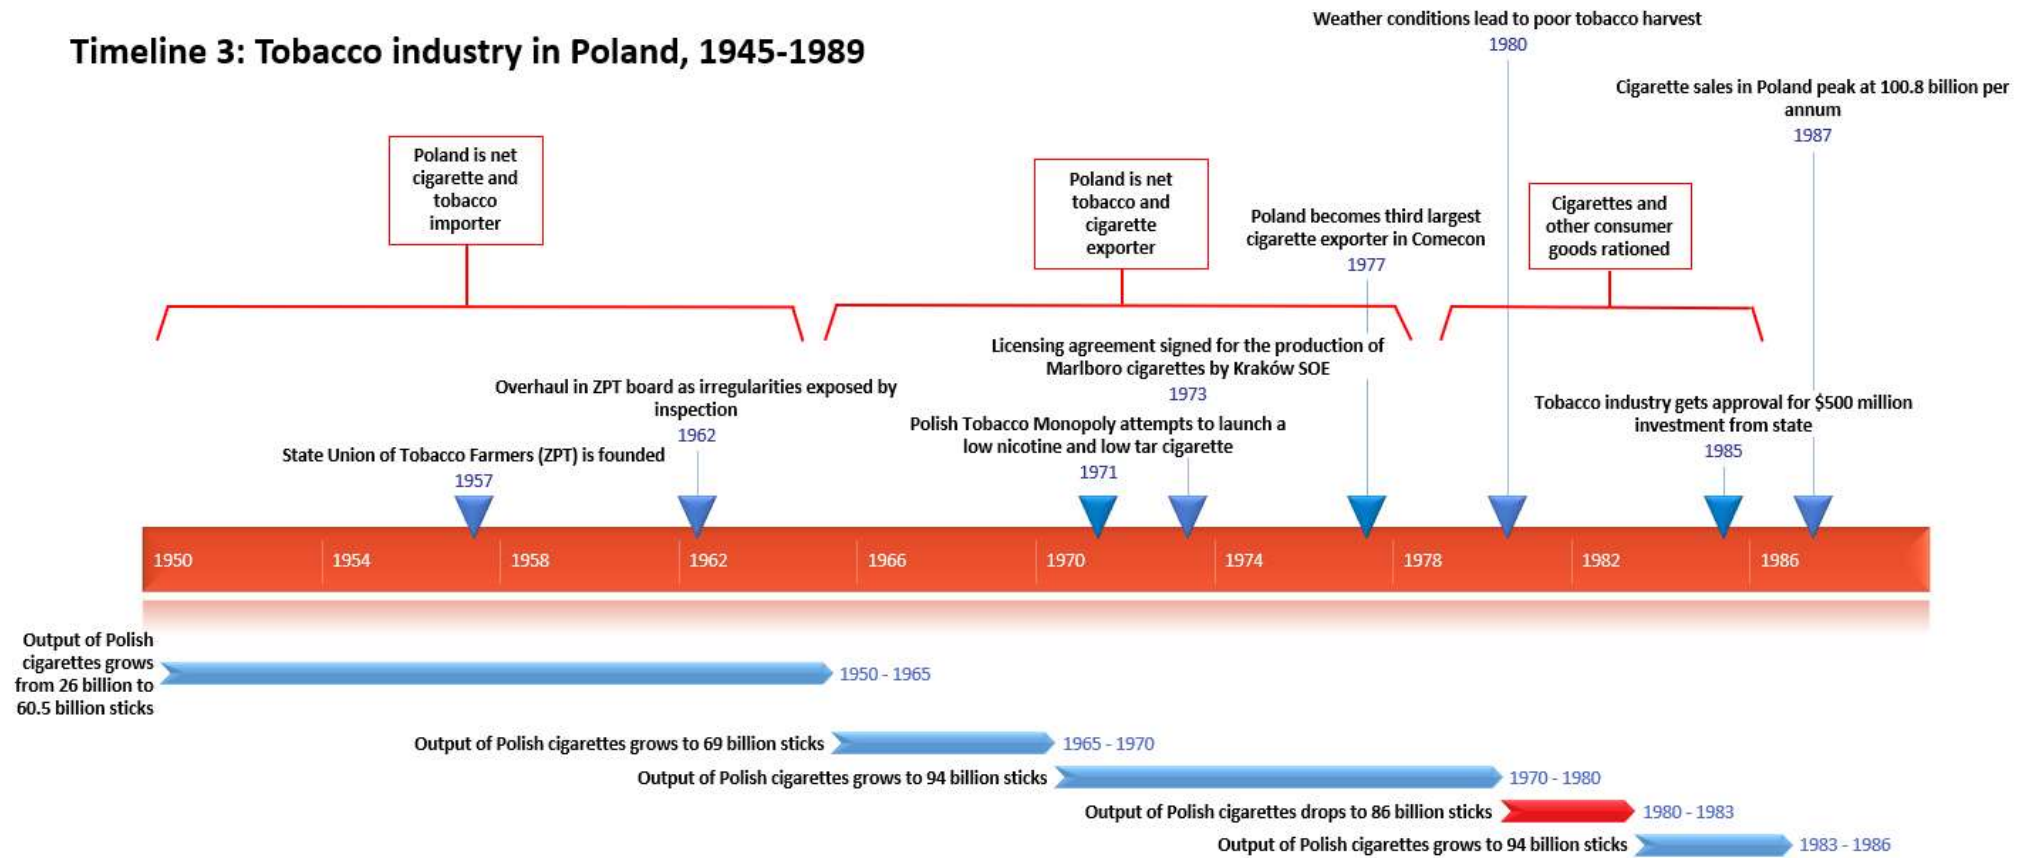 Timeline 3: Tobacco industry in Poland, 1945-1989
Weather conditions lead to poor tobacco harvest
1980
Cigarette sales in Poland peak at 100.8 billion per
annum
1987
Poland is net
cigarette and
tobacco
importer
Poland is net
tobacco and
cigarette
exporter
Poland becomes third largest
cigarette exporter in Comecon
1977
Cigarettes and
other consumer
goods rationed
Licensing agreement signed for the production of
Marlboro cigarettes by Kraków SOE
1973
Overhaul in ZPT board as irregularities exposed by
inspection
1962
Tobacco industry gets approval for $500 million
investment from state
1985
Polish Tobacco Monopoly attempts to launch a
low nicotine and low tar cigarette
1971
State Union of Tobacco Farmers (ZPT) is founded
1957
1950 1954 1958 1962 1966 1970 1974 1978 1982 1986
Output of Polish
cigarettes grows
from 26 billion to
60.5 billion sticks
1950 - 1965
Output of Polish cigarettes grows to 69 billion sticks 1965 - 1970
Output of Polish cigarettes grows to 94 billion sticks 1970 - 1980
Output of Polish cigarettes drops to 86 billion sticks 1980 - 1983
Output of Polish cigarettes grows to 94 billion sticks 1983 - 1986